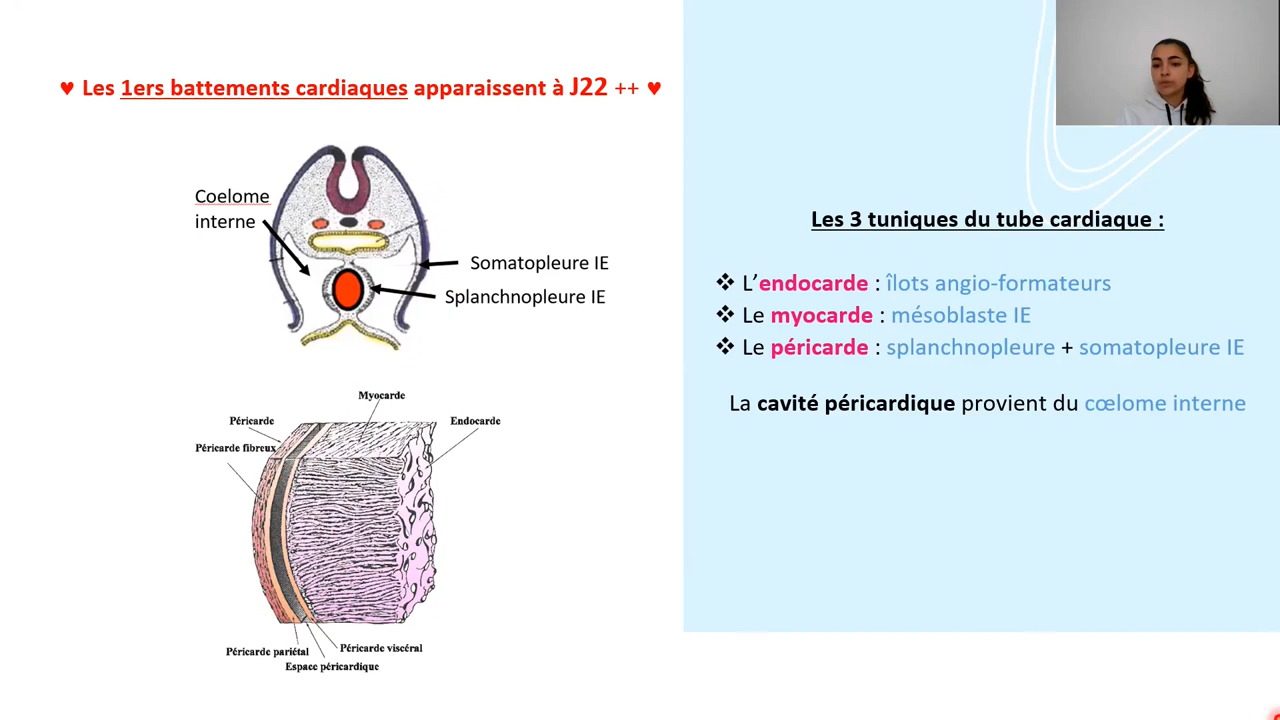 ♥ Les 1ers battements cardiaques apparaissent à J22 ++ ♥
Coelome
interne
Somatopleure IE
Splanchnopleure IE
Myocarde
Péricarde
Endocarde
Péricarde fibreux
Péricarde viscéral
Péricarde pariétal
Espace péricardique
Les 3 tuniques du tube cardiaque :
❖ L’endocarde : îlots angio-formateurs
❖ Le myocarde : mésoblaste IE
❖ Le péricarde : splanchnopleure + somatopleure IE
La cavité péricardique provient du cœlome interne